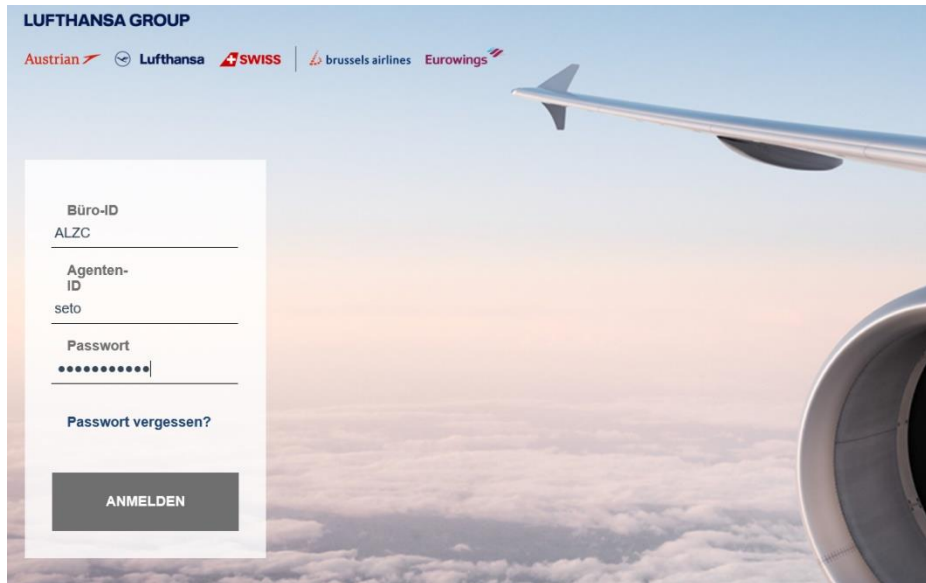 LUFTHANSA GROUP
Austrian Lufthansa SWISS brussels airlines Eurowings
Büro-ID
ALZC
Agenten-
ID
seto
Passwort
•••••••••••
Passwort vergessen?
ANMELDEN